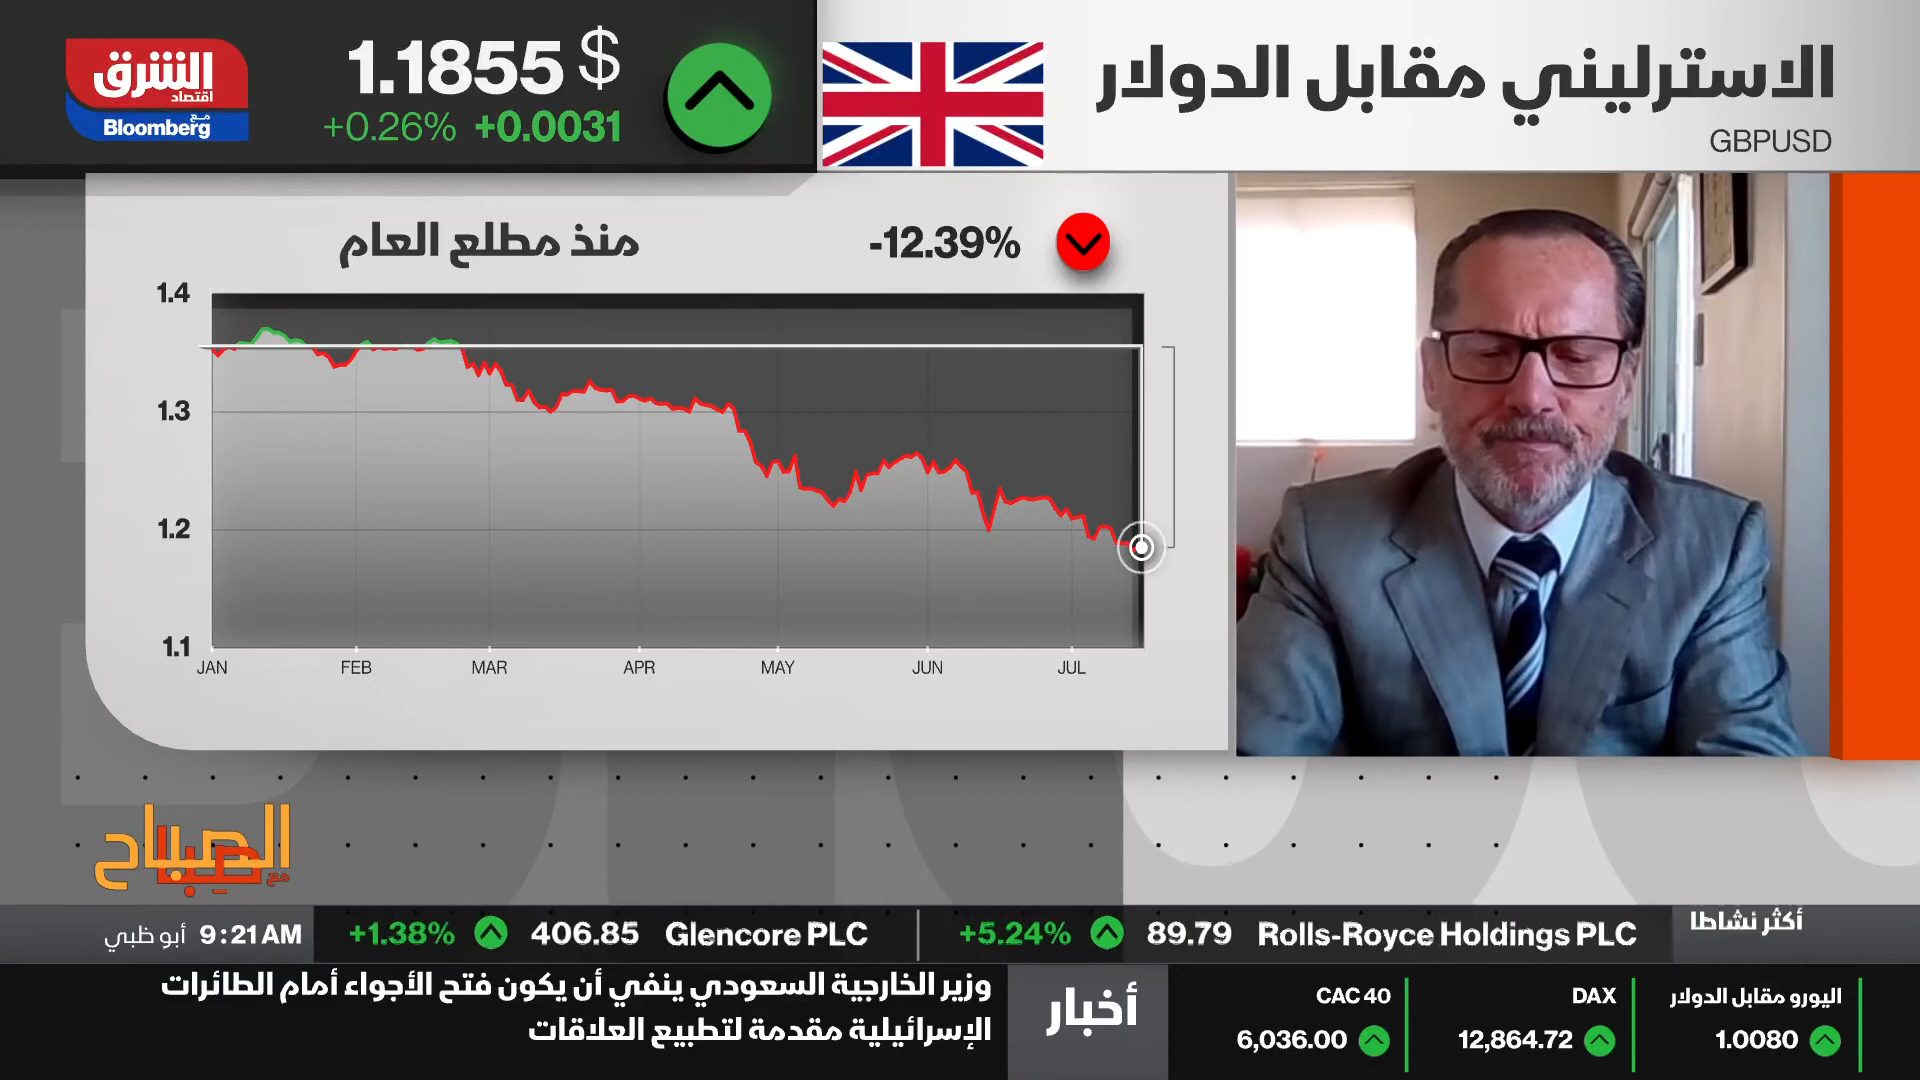 الاسترليني مقابل الدولار
GBPUSD
1.1855 $
+0.26% +0.0031
الشرق
اقتصاد
مع
Bloomberg
منذ مطلع العام
-12.39%
1.4
1.3
1.2
1.1
JAN FEB MAR APR MAY JUN JUL
الصباح
مع صبا
أكثر نشاطا
Rolls-Royce Holdings PLC 89.79 +5.24%
Glencore PLC 406.85 +1.38%
9:21 AM أبو ظبي
اليورو مقابل الدولار
1.0080
DAX
12,864.72
CAC 40
6,036.00
أخبار
وزير الخارجية السعودي ينفي أن يكون فتح الأجواء أمام الطائرات
الإسرائيلية مقدمة لتطبيع العلاقات